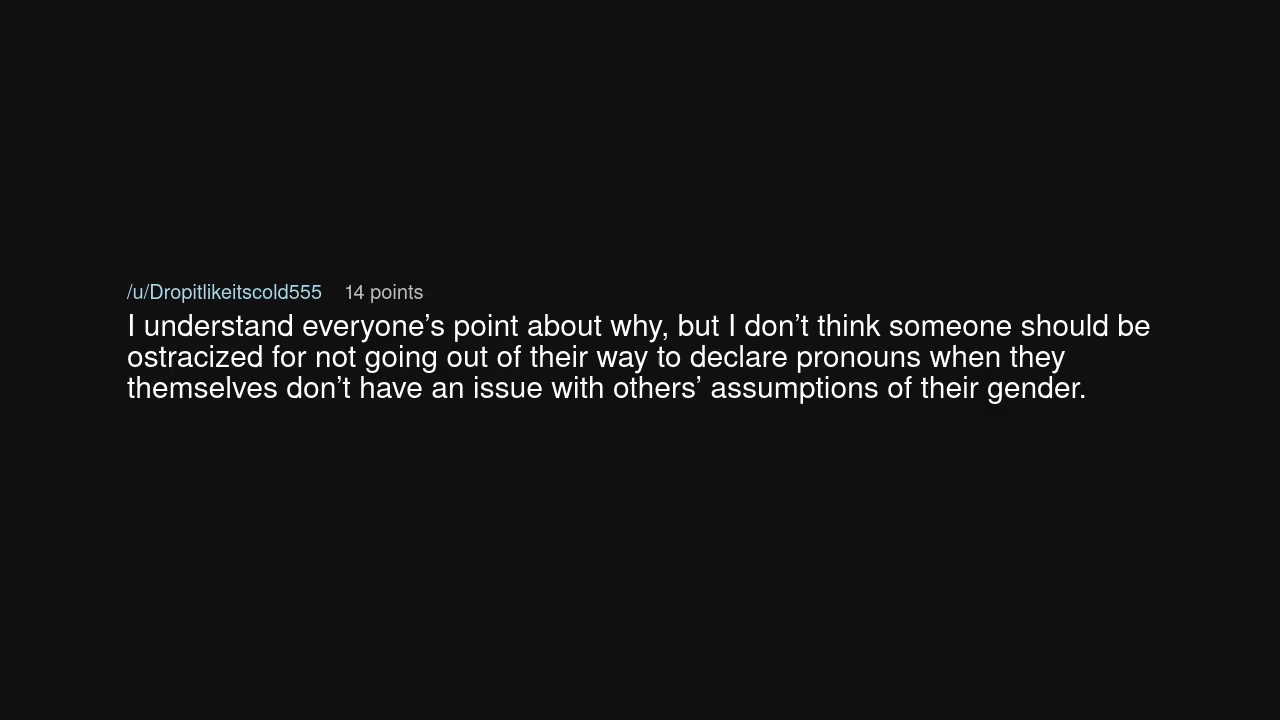 /u/Dropitlikeitscold555 14 points
I understand everyone’s point about why, but I don’t think someone should be
ostracized for not going out of their way to declare pronouns when they
themselves don’t have an issue with others’ assumptions of their gender.